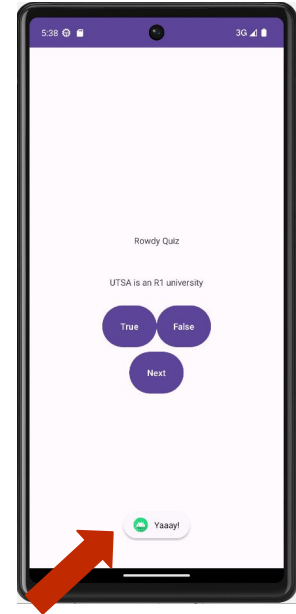 5:38 3G
Rowdy Quiz
UTSA is an R1 university
True False
Next
Yaaay!